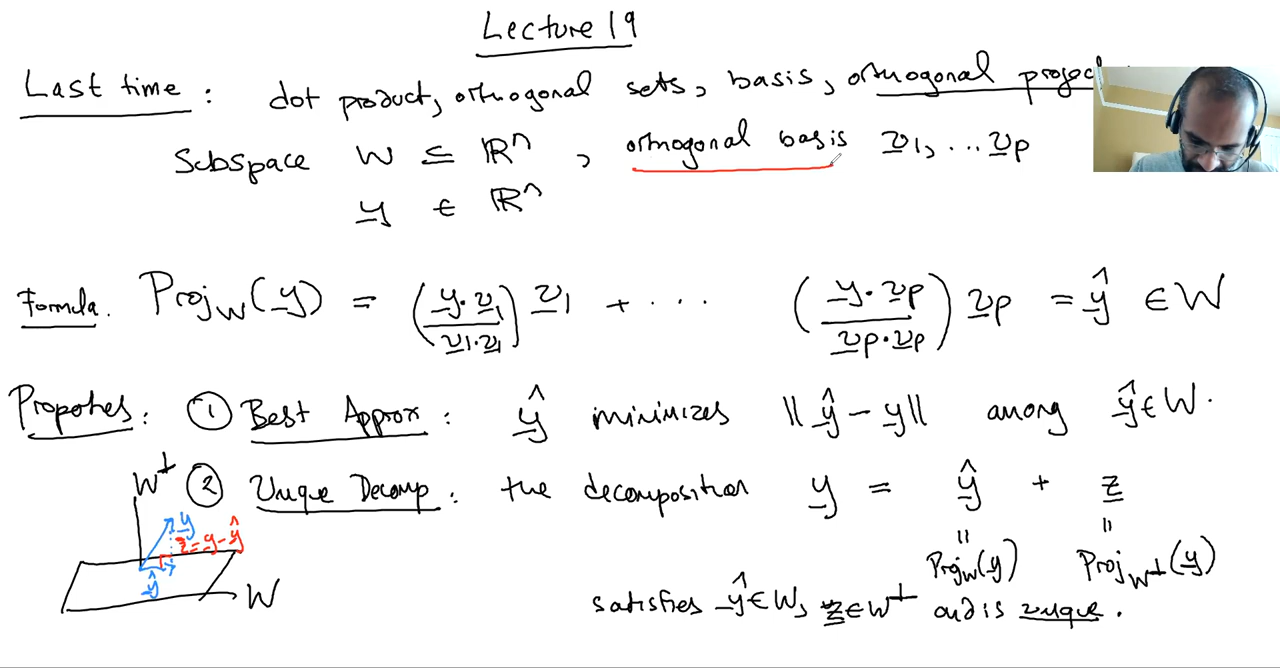 Lecture 19
Last time : dot product, orthogonal sets, basis, orthogonal
Subspace W ⊆ ℝⁿ , orthogonal basis v1, ... vp
y ∈ ℝⁿ
Formula. Proj_W(y) = (y·v1 / v1·v1) v1 + ··· (y·vp / vp·vp) vp = ŷ ∈ W
Properties : ① Best Approx : ŷ minimizes ‖ŷ - y‖ among ŷ ∈ W.
② Unique Decomp : the decomposition y = ŷ + z
= =
Proj_W(y) Proj_W⊥(y)
satisfies ŷ ∈ W, z ∈ W⊥ and is unique.
W⊥
y
z = y - ŷ
ŷ
W